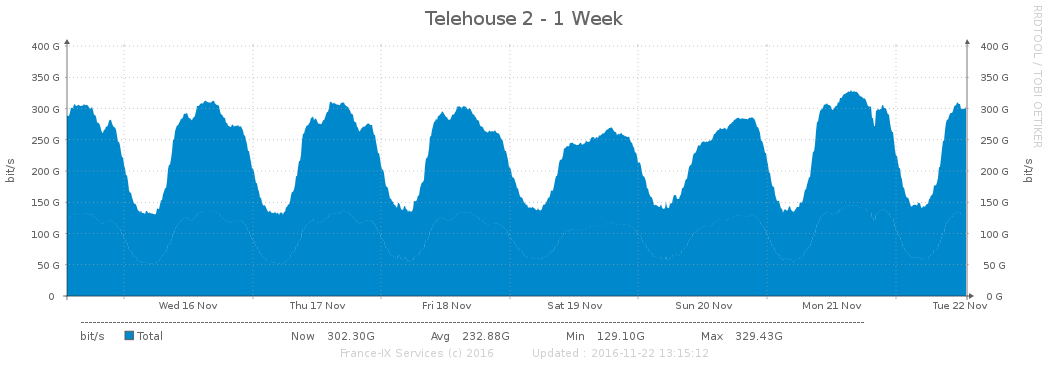 Telehouse 2 - 1 Week
RRDTOOL / TOBI OETIKER
400 G 400 G
350 G 350 G
300 G 300 G
250 G 250 G
200 G 200 G
150 G 150 G
100 G 100 G
50 G 50 G
0 0 G
bit/s
bit/s
Wed 16 Nov Thu 17 Nov Fri 18 Nov Sat 19 Nov Sun 20 Nov Mon 21 Nov Tue 22 Nov
bit/s Total Now 302.30G Avg 232.88G Min 129.10G Max 329.43G
France-IX Services (c) 2016 Updated : 2016-11-22 13:15:12